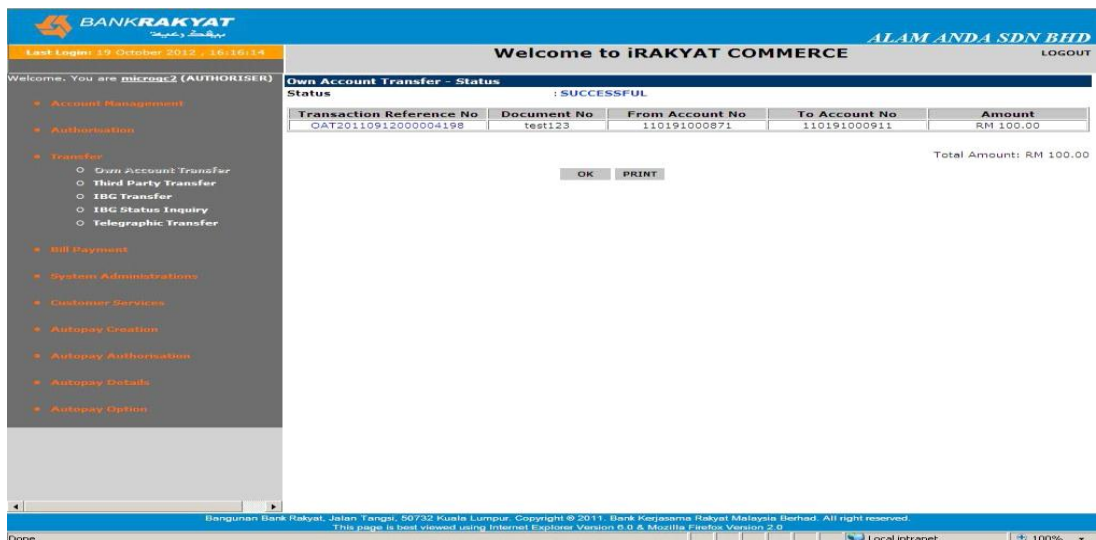 BANKRAKYAT
ALAM ANDA SDN BHD
Last Login: 19 October 2012 , 16:16:14
Welcome to iRAKYAT COMMERCE
LOGOUT
Welcome. You are microgc2 (AUTHORISER)
Own Account Transfer - Status
Status : SUCCESSFUL
Account Management
Transaction Reference No Document No From Account No To Account No Amount
OAT20110912000004198 test123 110191000871 110191000911 RM 100.00
Authorisation
Total Amount: RM 100.00
Transfer
Own Account Transfer
OK PRINT
Third Party Transfer
IBG Transfer
IBG Status Inquiry
Telegraphic Transfer
Bill Payment
System Administrations
Customer Services
Autopay Creation
Autopay Authorisation
Autopay Details
Autopay Option
Bangunan Bank Rakyat, Jalan Tangsi, 50732 Kuala Lumpur. Copyright © 2011. Bank Kerjasama Rakyat Malaysia Berhad. All right reserved.
This page is best viewed using Internet Explorer Version 6.0 & Mozilla Firefox Version 2.0
Done Local intranet 100%